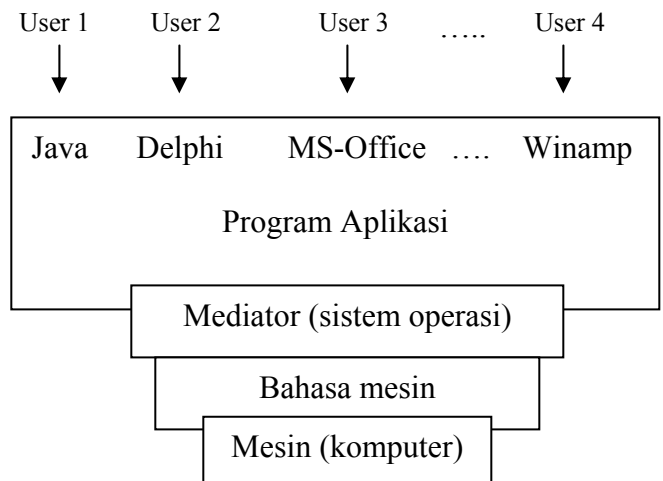 User 1 User 2 User 3 ….. User 4
Java Delphi MS-Office …. Winamp
Program Aplikasi
Mediator (sistem operasi)
Bahasa mesin
Mesin (komputer)